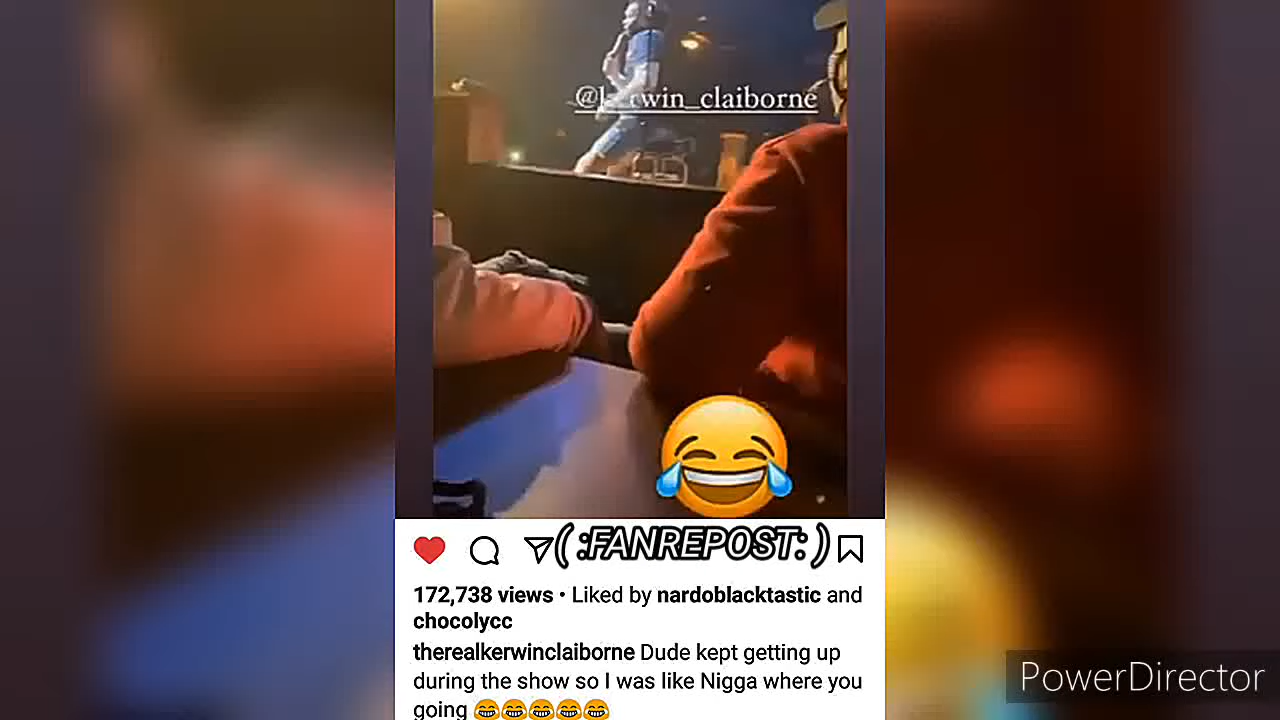 @kerwin_claiborne
(:FANREPOST:)
172,738 views • Liked by nardoblacktastic and
chocolycc
therealkerwinclaiborne Dude kept getting up
during the show so I was like Nigga where you
going 😂😂😂😂😂
PowerDirector